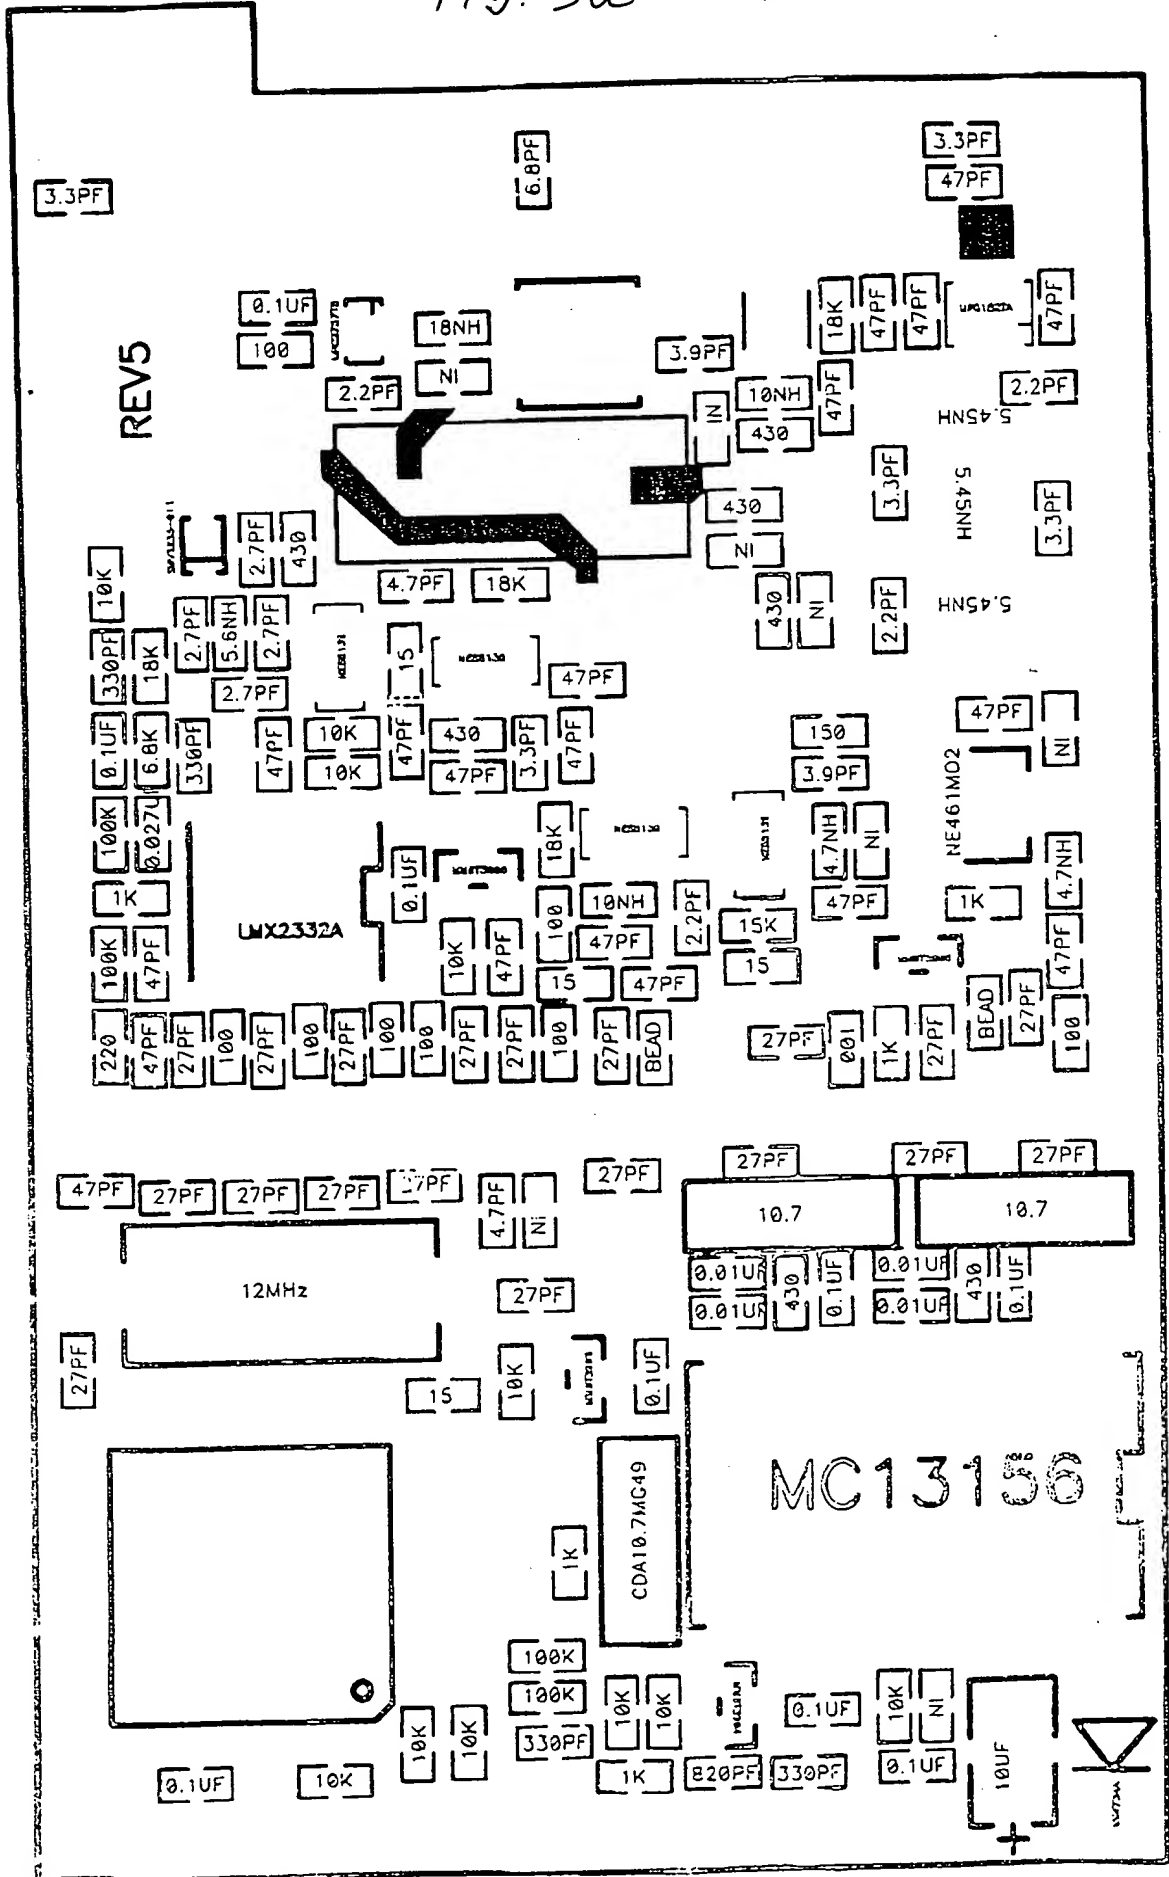 Fig.
3.3PF
6.8PF
3.3PF
47PF
0.1UF
100
18NH
NI
2.2PF
REV5
3.9PF
18K
47PF
47PF
47PF
10NH
430
47PF
NI
2.2PF
5.45NH
3.3PF
5.45NH
3.3PF
430
NI
2.7PF
430
10K
4.7PF
18K
430
NI
2.2PF
5.45NH
2.7PF
5.6NH
2.7PF
330PF
18K
2.7PF
15
47PF
47PF
NI
0.1UF
6.8K
330PF
47PF
10K
10K
47PF
430
47PF
3.3PF
47PF
150
3.9PF
NE461M02
100K
0.027U
18K
4.7NH
NI
4.7NH
1K
LMX2332A
0.1UF
100
10NH
47PF
2.2PF
15K
15
47PF
1K
100K
47PF
10K
47PF
15
47PF
47PF
220
47PF
27PF
100
27PF
100
27PF
100
100
27PF
27PF
100
27PF
BEAD
27PF
100
1K
27PF
BEAD
27PF
100
47PF
27PF
27PF
27PF
27PF
4.7PF
NI
27PF
27PF
27PF
27PF
10.7
10.7
12MHz
27PF
0.01UF
0.01UF
430
0.1UF
0.01UF
0.01UF
430
0.1UF
27PF
15
10K
0.1UF
MC13156
CDA10.7MG49
1K
100K
100K
330PF
10K
10K
10K
10K
0.1UF
10K
NI
0.1UF
10K
1K
820PF
330PF
0.1UF
10UF
+